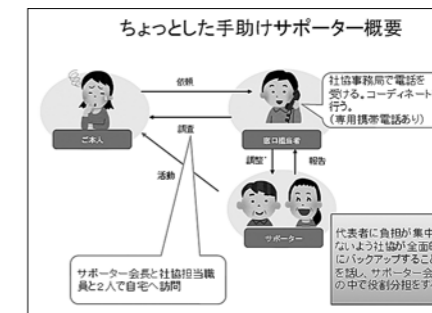 ちょっとした手助けサポーター概要
依頼
社協事務局で電話を
受ける。コーディネート
行う。
(専用携帯電話あり)
ご本人
窓口担当者
調査
調整
報告
活動
サポーター
サポーター会長と社協担当職
員と2人で自宅へ訪問
代表者に負担が集中
ないよう社協が全面的
にバックアップすること
を話し、サポーター会
の中で役割分担をす